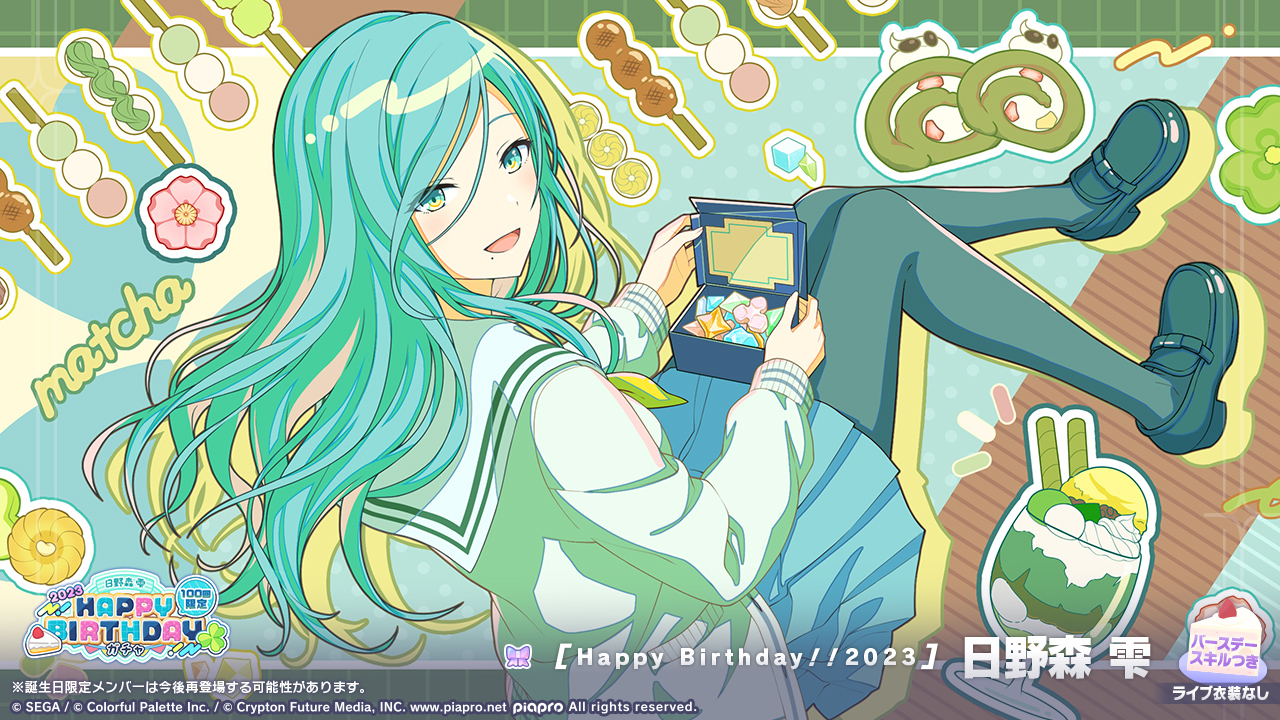 matcha
2023
日野森 雫
100回
限定
HAPPY
BIRTHDAY
ガチャ
[Happy Birthday!!2023] 日野森 雫
バースデー
スキルつき
ライブ衣装なし
※誕生日限定メンバーは今後再登場する可能性があります。
© SEGA / © Colorful Palette Inc. / © Crypton Future Media, INC. www.piapro.net piapro All rights reserved.